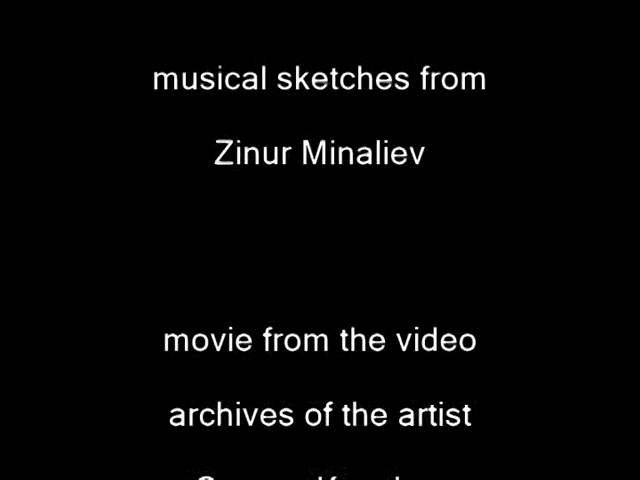 musical sketches from
Zinur Minaliev
movie from the video
archives of the artist